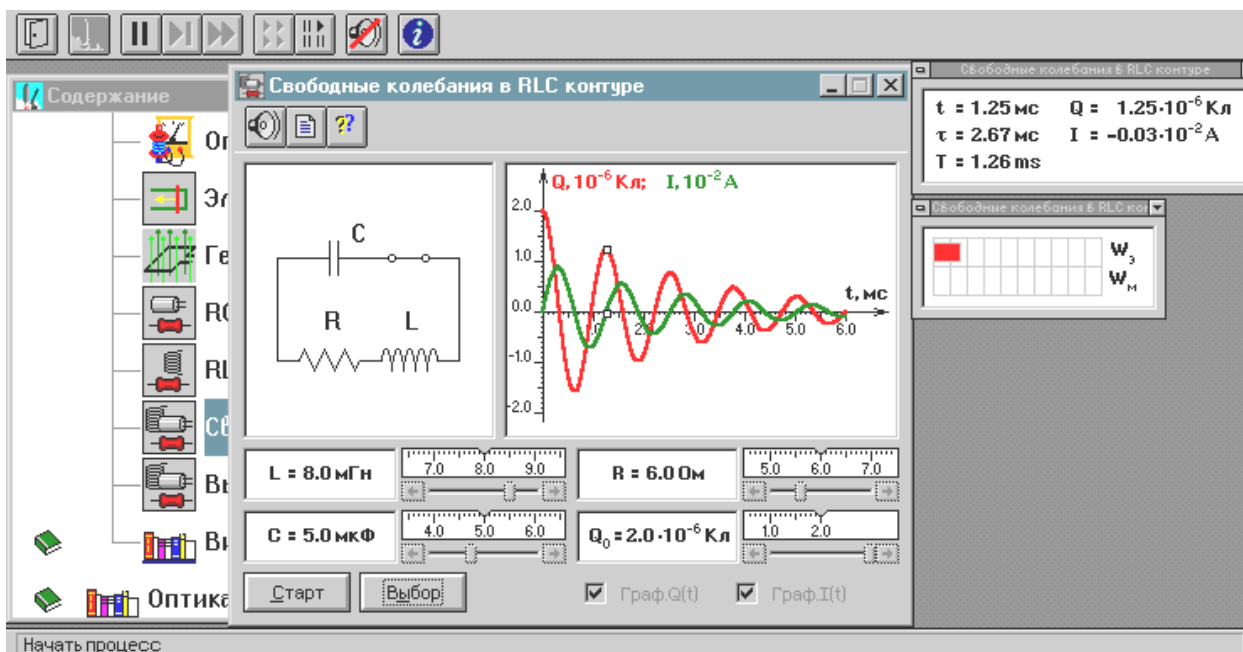 Содержание
Оп
Эл
Ге
RC
RL
Св
Вы
Ви
Оптика
Свободные колебания в RLC контуре
C
R
L
Q, 10⁻⁶ Кл; I, 10⁻² А
2.0
1.0
0.0
-1.0
-2.0
1.0 2.0 3.0 4.0 5.0 6.0
t, мс
L = 8.0 мГн
7.0 8.0 9.0
R = 6.0 Ом
5.0 6.0 7.0
C = 5.0 мкФ
4.0 5.0 6.0
Q₀ = 2.0·10⁻⁶ Кл
1.0 2.0
Старт
Выбор
Граф.Q(t)
Граф.I(t)
Свободные колебания в RLC контуре
t = 1.25 мс Q = 1.25·10⁻⁶ Кл
τ = 2.67 мс I = -0.03·10⁻² А
T = 1.26 ms
Свободные колебания в RLC кон
Wэ
Wм
Начать процесс